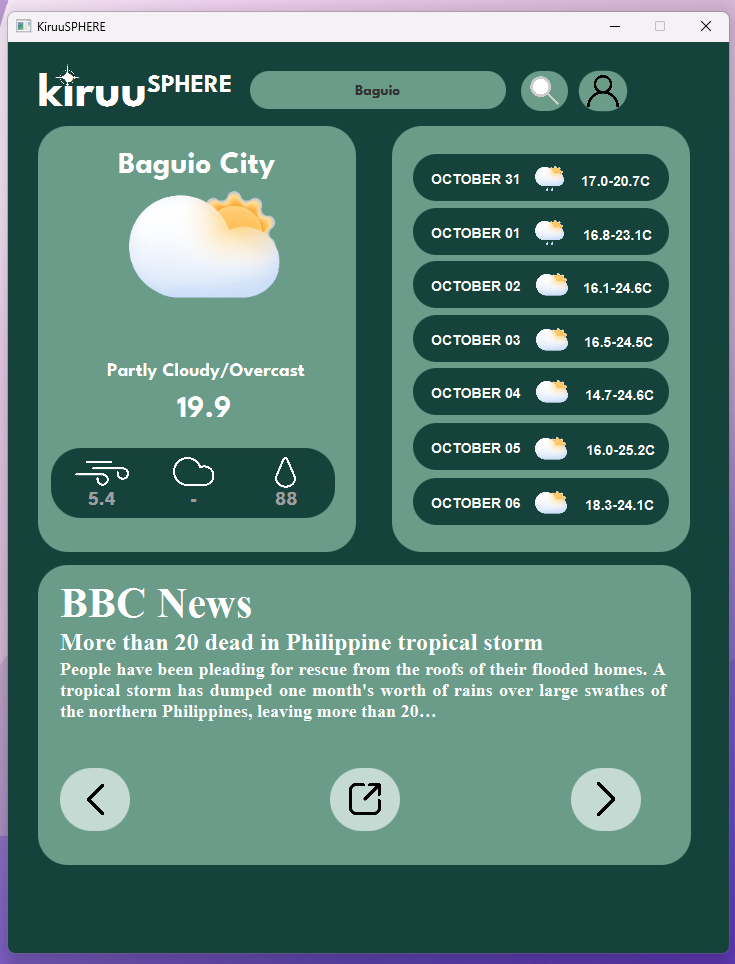 KiruuSPHERE
kiruuSPHERE
Baguio
Baguio City
Partly Cloudy/Overcast
19.9
5.4
-
88
OCTOBER 31 17.0-20.7C
OCTOBER 01 16.8-23.1C
OCTOBER 02 16.1-24.6C
OCTOBER 03 16.5-24.5C
OCTOBER 04 14.7-24.6C
OCTOBER 05 16.0-25.2C
OCTOBER 06 18.3-24.1C
BBC News
More than 20 dead in Philippine tropical storm
People have been pleading for rescue from the roofs of their flooded homes. A
tropical storm has dumped one month's worth of rains over large swathes of
the northern Philippines, leaving more than 20…